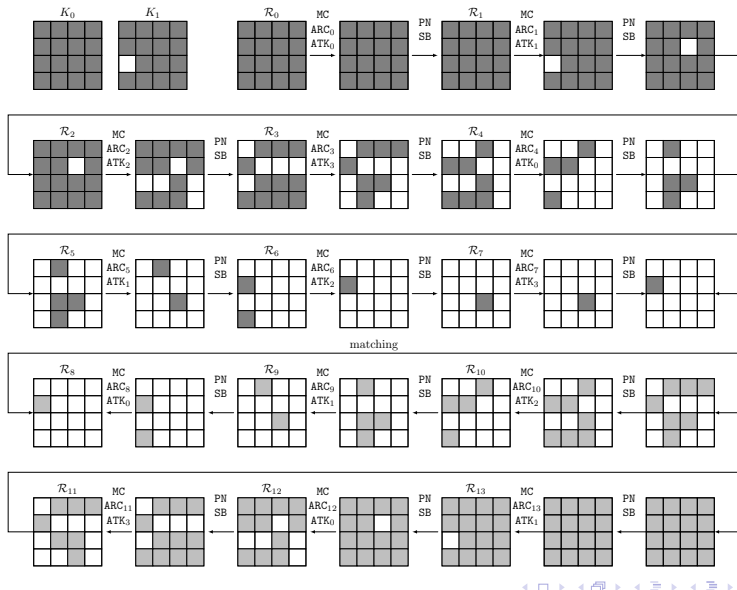 K₀ K₁ R₀ MC R₁ MC
ARC₀ PN ARC₁ PN
ATK₀ SB ATK₁ SB
R₂ MC R₃ MC R₄ MC
ARC₂ PN ARC₃ PN ARC₄ PN
ATK₂ SB ATK₃ SB ATK₀ SB
R₅ MC R₆ MC R₇ MC
ARC₅ PN ARC₆ PN ARC₇ PN
ATK₁ SB ATK₂ SB ATK₃ SB
matching
R₈ MC R₉ MC R₁₀ MC
ARC₈ PN ARC₉ PN ARC₁₀ PN
ATK₀ SB ATK₁ SB ATK₂ SB
R₁₁ MC R₁₂ MC R₁₃ MC
ARC₁₁ PN ARC₁₂ PN ARC₁₃ PN
ATK₃ SB ATK₀ SB ATK₁ SB